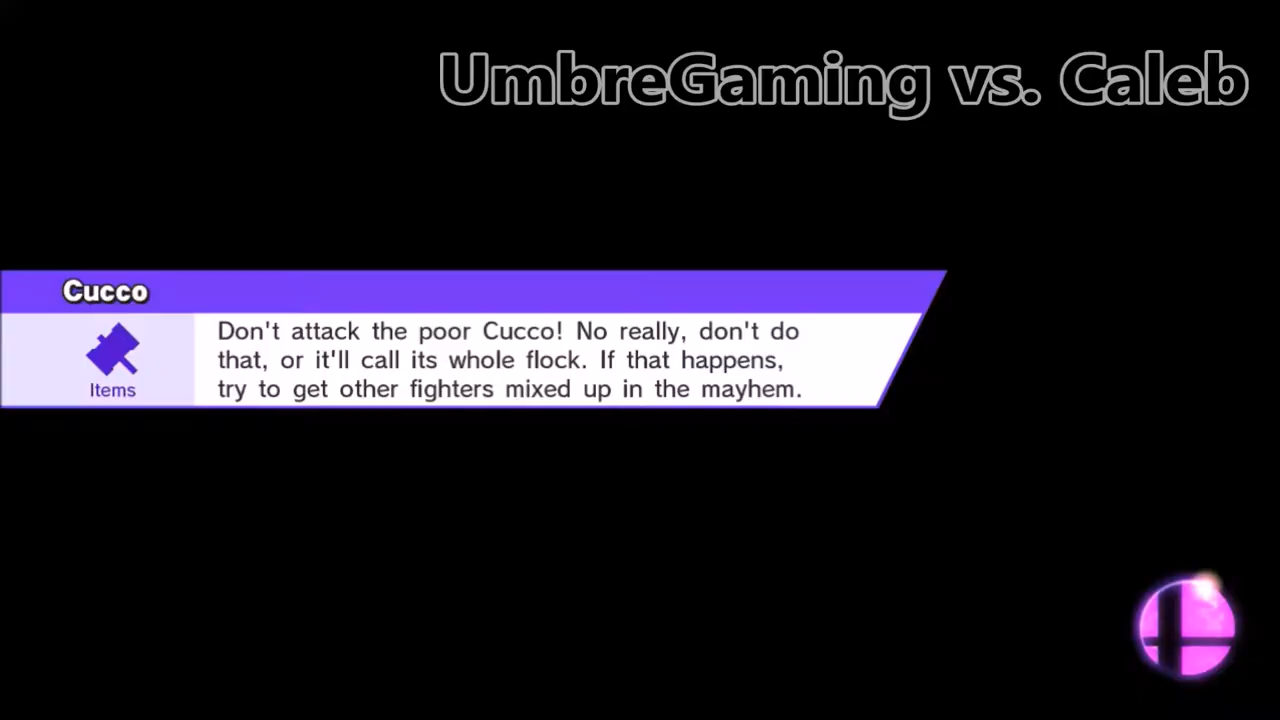 UmbreGaming vs. Caleb
Cucco
Items
Don't attack the poor Cucco! No really, don't do
that, or it'll call its whole flock. If that happens,
try to get other fighters mixed up in the mayhem.